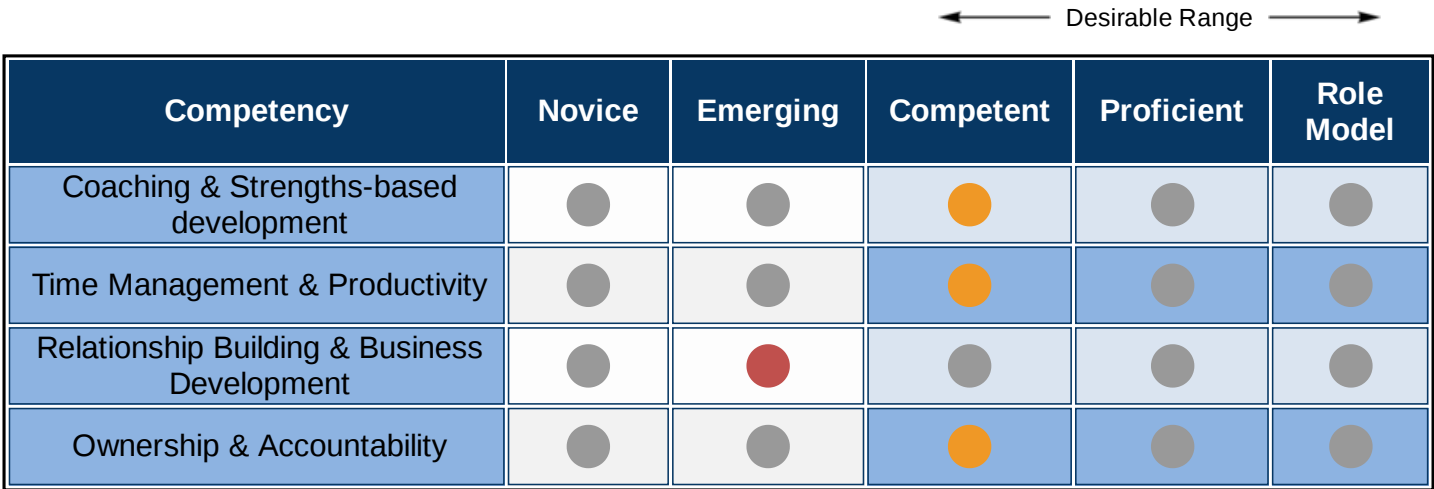 Desirable Range
Competency
Novice
Emerging
Competent
Proficient
Role
Model
Coaching & Strengths-based
development
Time Management & Productivity
Relationship Building & Business
Development
Ownership & Accountability